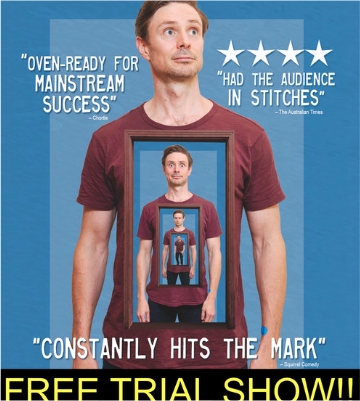 "OVEN-READY FOR
MAINSTREAM
SUCCESS"
– Chortle
"HAD THE AUDIENCE
IN STITCHES"
– The Australian Times
"CONSTANTLY HITS THE MARK"
– Squirrel Comedy
FREE TRIAL SHOW!!